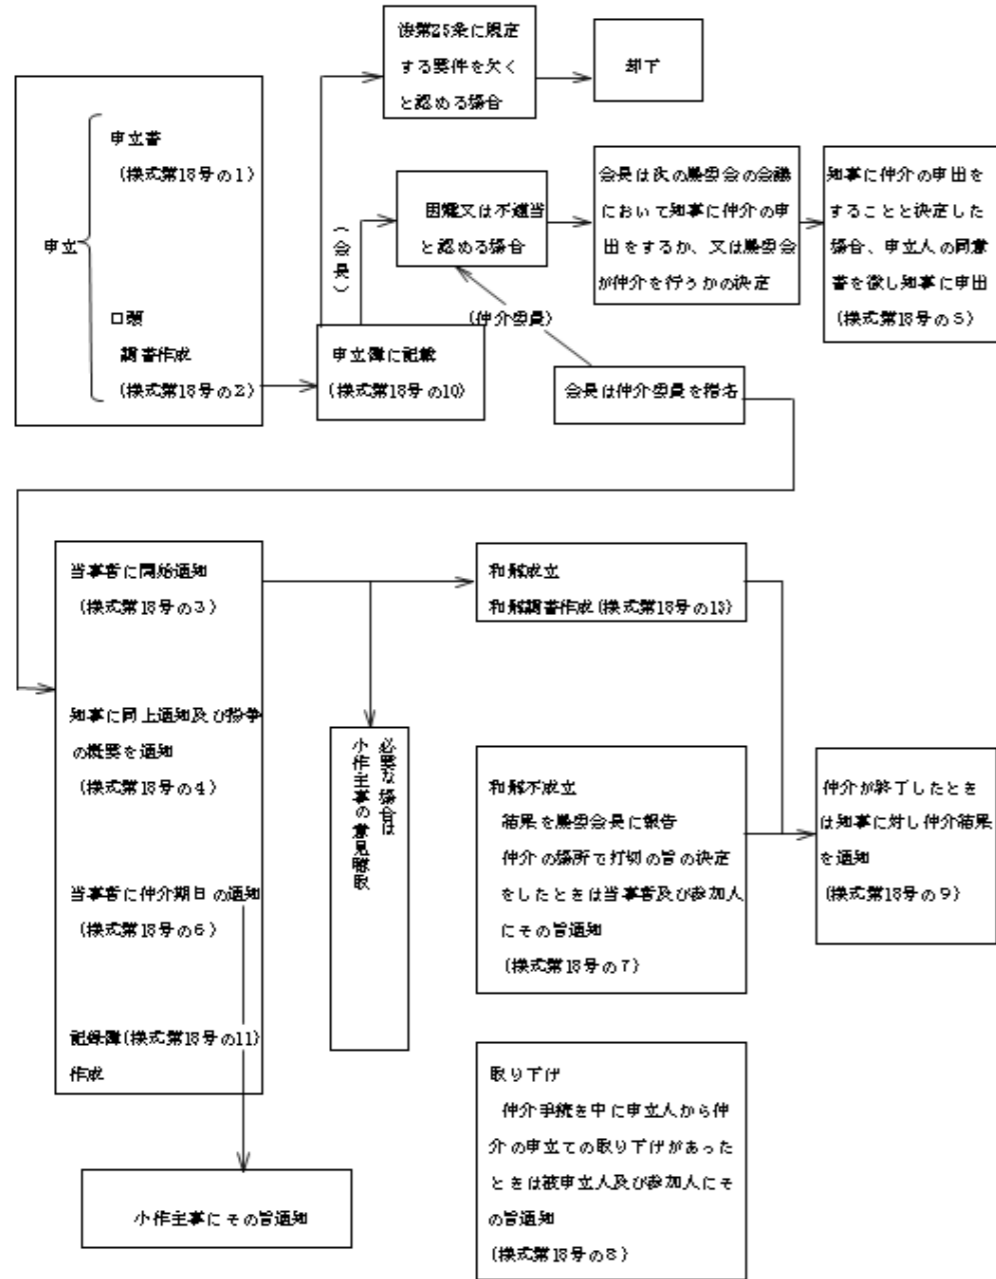 法第25条に規定
する要件を欠く
と認める場合
却下
申立
申立書
(様式第18号の1)
口頭
調書作成
(様式第18号の2)
(会長)
困難又は不適当
と認める場合
会長は次の農委会の会議
において知事に仲介の申
出をするか、又は農委会
が仲介を行うかの決定
知事に仲介の申出を
することと決定した
場合、申立人の同意
書を徴し知事に申出
(様式第18号の5)
(仲介委員)
申立簿に記載
(様式第18号の10)
会長は仲介委員を指名
当事者に開始通知
(様式第18号の3)
知事に同上通知及び紛争
の概要を通知
(様式第18号の4)
当事者に仲介期日の通知
(様式第18号の6)
記録簿(様式第18号の11)
作成
必要な場合は
小作主事の意見聴取
和解成立
和解調書作成(様式第18号の13)
和解不成立
結果を農委会長に報告
仲介の場所で打切の旨の決定
をしたときは当事者及び参加人
にその旨通知
(様式第18号の7)
仲介が終了したとき
は知事に対し仲介結果
を通知
(様式第18号の9)
取り下げ
仲介手続を中に申立人から仲
介の申立ての取り下げがあった
ときは被申立人及び参加人にそ
の旨通知
(様式第18号の8)
小作主事にその旨通知